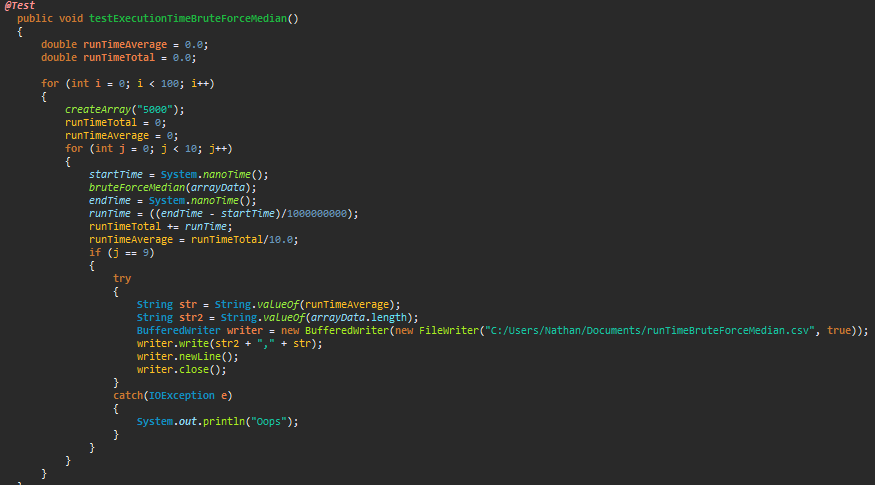 @Test
public void testExecutionTimeBruteForceMedian()
{
double runTimeAverage = 0.0;
double runTimeTotal = 0.0;
for (int i = 0; i < 100; i++)
{
createArray("5000");
runTimeTotal = 0;
runTimeAverage = 0;
for (int j = 0; j < 10; j++)
{
startTime = System.nanoTime();
bruteForceMedian(arrayData);
endTime = System.nanoTime();
runTime = ((endTime - startTime)/1000000000);
runTimeTotal += runTime;
runTimeAverage = runTimeTotal/10.0;
if (j == 9)
{
try
{
String str = String.valueOf(runTimeAverage);
String str2 = String.valueOf(arrayData.length);
BufferedWriter writer = new BufferedWriter(new FileWriter("C:/Users/Nathan/Documents/runTimeBruteForceMedian.csv", true));
writer.write(str2 + "," + str);
writer.newLine();
writer.close();
}
catch(IOException e)
{
System.out.println("Oops");
}
}
}
}